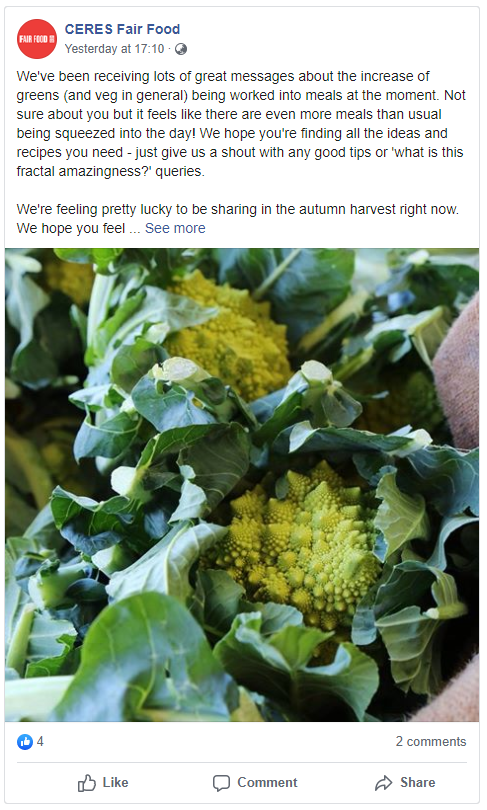 FAIR FOOD
CERES Fair Food
Yesterday at 17:10 ·
We've been receiving lots of great messages about the increase of
greens (and veg in general) being worked into meals at the moment. Not
sure about you but it feels like there are even more meals than usual
being squeezed into the day! We hope you're finding all the ideas and
recipes you need - just give us a shout with any good tips or 'what is this
fractal amazingness?' queries.
We're feeling pretty lucky to be sharing in the autumn harvest right now.
We hope you feel ... See more
4
2 comments
Like
Comment
Share